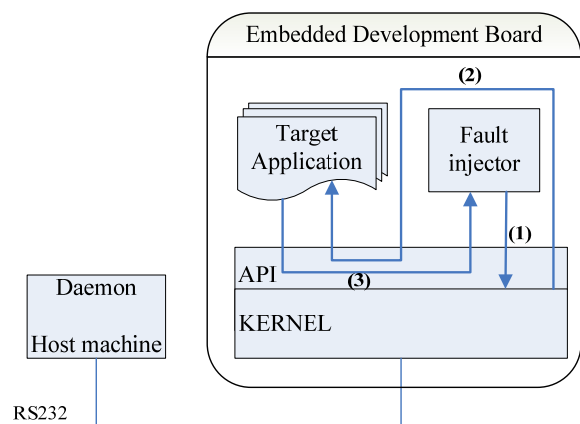 Embedded Development Board
(2)
Target
Application
Fault
injector
(1)
API
(3)
KERNEL
Daemon
Host machine
RS232